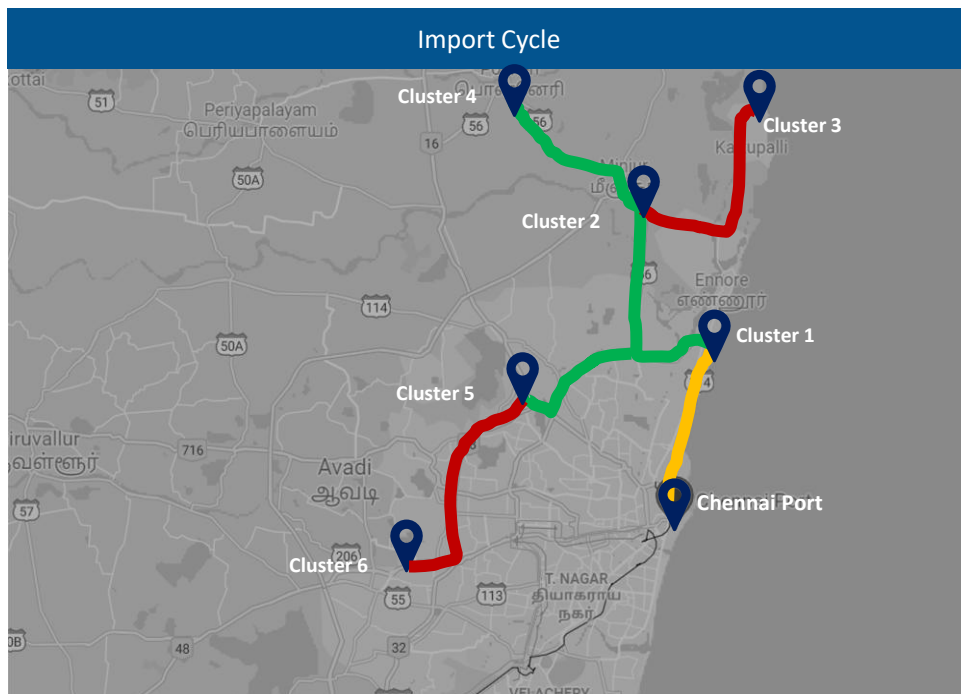 Import Cycle
Cluster 4
51
Periyapalayam
பெரியபாளையம்
56
56
16
Cluster 3
50A
Minjur
Cluster 2
Ennore
எண்ணூர்
114
50A
Cluster 1
Cluster 5
716
Avadi
ஆவடி
57
Chennai Port
Cluster 6
206
55
113
T. NAGAR
தியாகராய
நகர்
48
32
VELACHERY